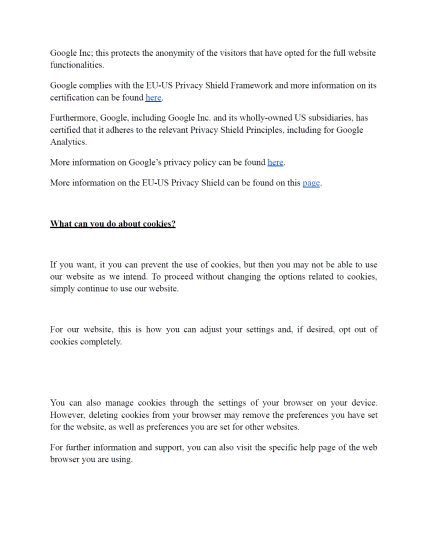 Google Inc; this protects the anonymity of the visitors that have opted for the full website
functionalities.
Google complies with the EU-US Privacy Shield Framework and more information on its
certification can be found here.
Furthermore, Google, including Google Inc. and its wholly-owned US subsidiaries, has
certified that it adheres to the relevant Privacy Shield Principles, including for Google
Analytics.
More information on Google's privacy policy can be found here.
More information on the EU-US Privacy Shield can be found on this page.
What can you do about cookies?
If you want, it you can prevent the use of cookies, but then you may not be able to use
our website as we intend. To proceed without changing the options related to cookies,
simply continue to use our website.
For our website, this is how you can adjust your settings and, if desired, opt out of
cookies completely.
You can also manage cookies through the settings of your browser on your device.
However, deleting cookies from your browser may remove the preferences you have set
for the website, as well as preferences you are set for other websites.
For further information and support, you can also visit the specific help page of the web
browser you are using.